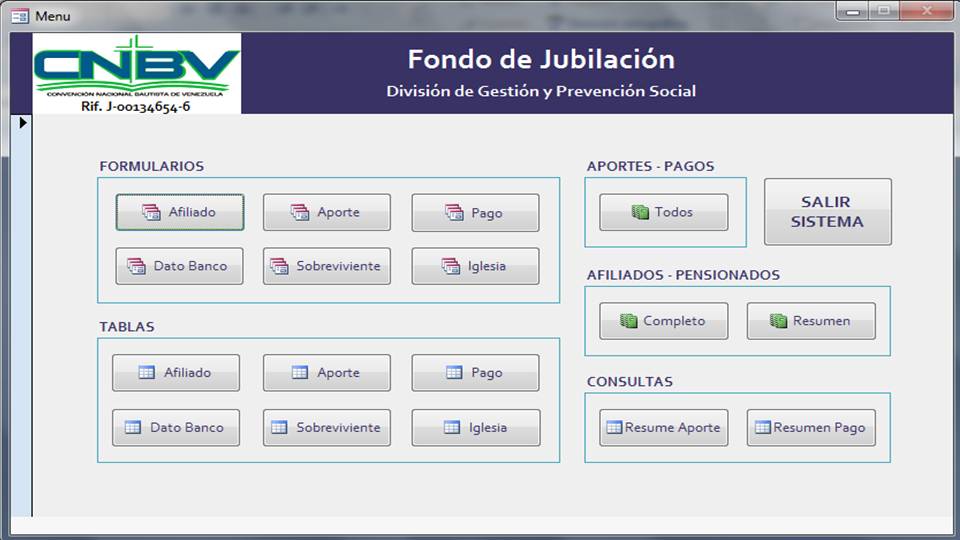 Menu
CNBV
CONVENCIÓN NACIONAL BAUTISTA DE VENEZUELA
Rif. J-00134654-6
Fondo de Jubilación
División de Gestión y Prevención Social
FORMULARIOS
Afiliado
Aporte
Pago
Dato Banco
Sobreviviente
Iglesia
TABLAS
Afiliado
Aporte
Pago
Dato Banco
Sobreviviente
Iglesia
APORTES - PAGOS
Todos
SALIR
SISTEMA
AFILIADOS - PENSIONADOS
Completo
Resumen
CONSULTAS
Resume Aporte
Resumen Pago